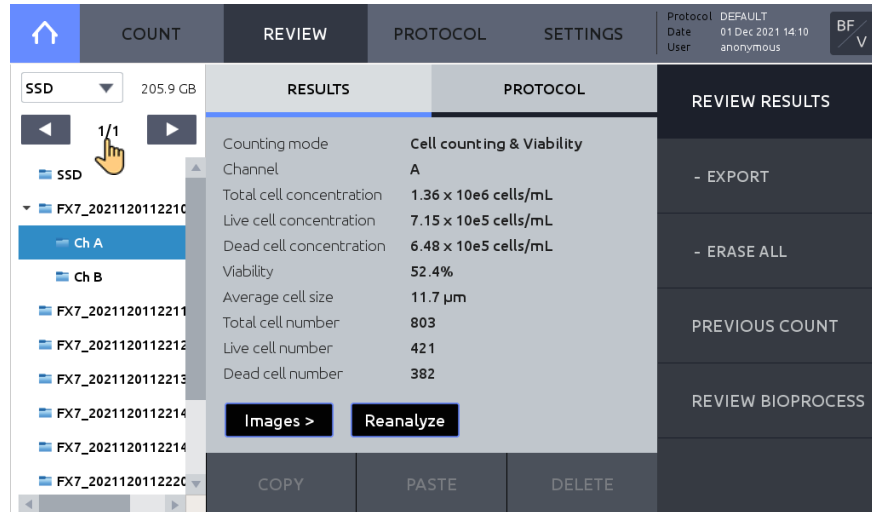 COUNT
REVIEW
PROTOCOL
SETTINGS
Protocol DEFAULT
Date 01 Dec 2021 14:10
User anonymous
BF/V
SSD
205.9 GB
1/1
SSD
FX7_2021120112210
Ch A
Ch B
FX7_2021120112211
FX7_2021120112212
FX7_2021120112213
FX7_2021120112214
FX7_2021120112214
FX7_2021120112220
RESULTS
PROTOCOL
Counting mode Cell counting & Viability
Channel A
Total cell concentration 1.36 x 10e6 cells/mL
Live cell concentration 7.15 x 10e5 cells/mL
Dead cell concentration 6.48 x 10e5 cells/mL
Viability 52.4%
Average cell size 11.7 μm
Total cell number 803
Live cell number 421
Dead cell number 382
Images >
Reanalyze
COPY
PASTE
DELETE
REVIEW RESULTS
- EXPORT
- ERASE ALL
PREVIOUS COUNT
REVIEW BIOPROCESS